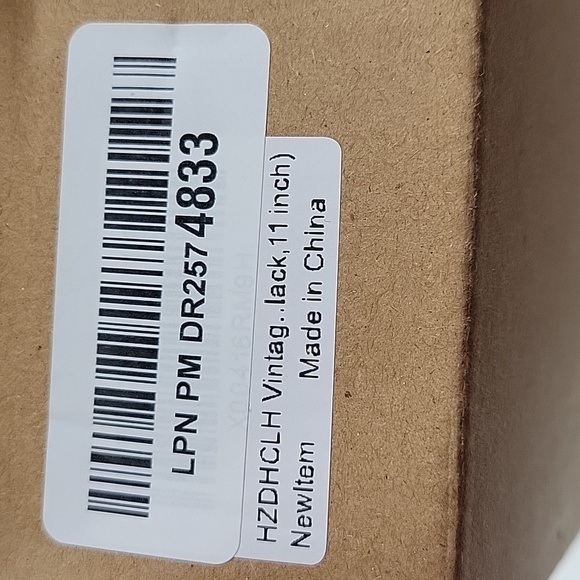 LPN PM DR2574833
HZDHCLH Vintag..lack,11 inch)
NewItem Made in China